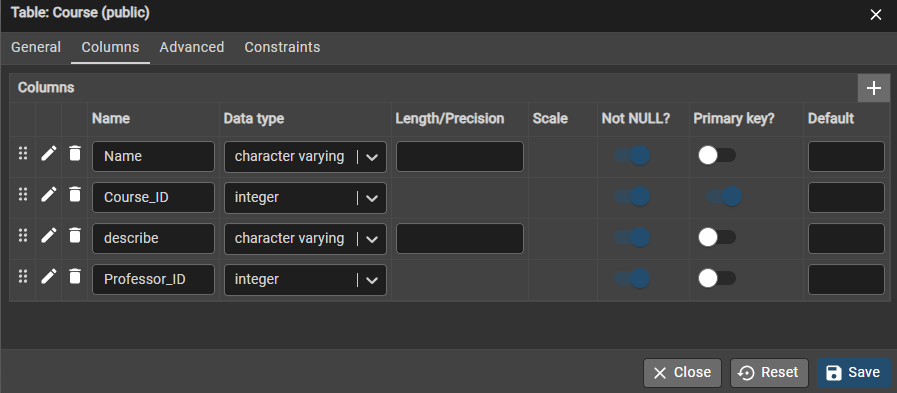 Table: Course (public)
General Columns Advanced Constraints
Columns
Name Data type Length/Precision Scale Not NULL? Primary key? Default
Name character varying
Course_ID integer
describe character varying
Professor_ID integer
Close Reset Save